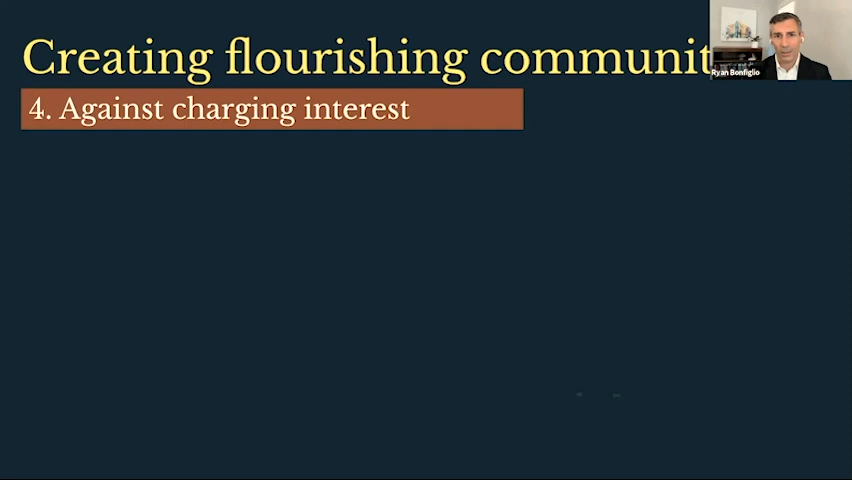 Creating flourishing communit
4. Against charging interest
Ryan Bonfiglio